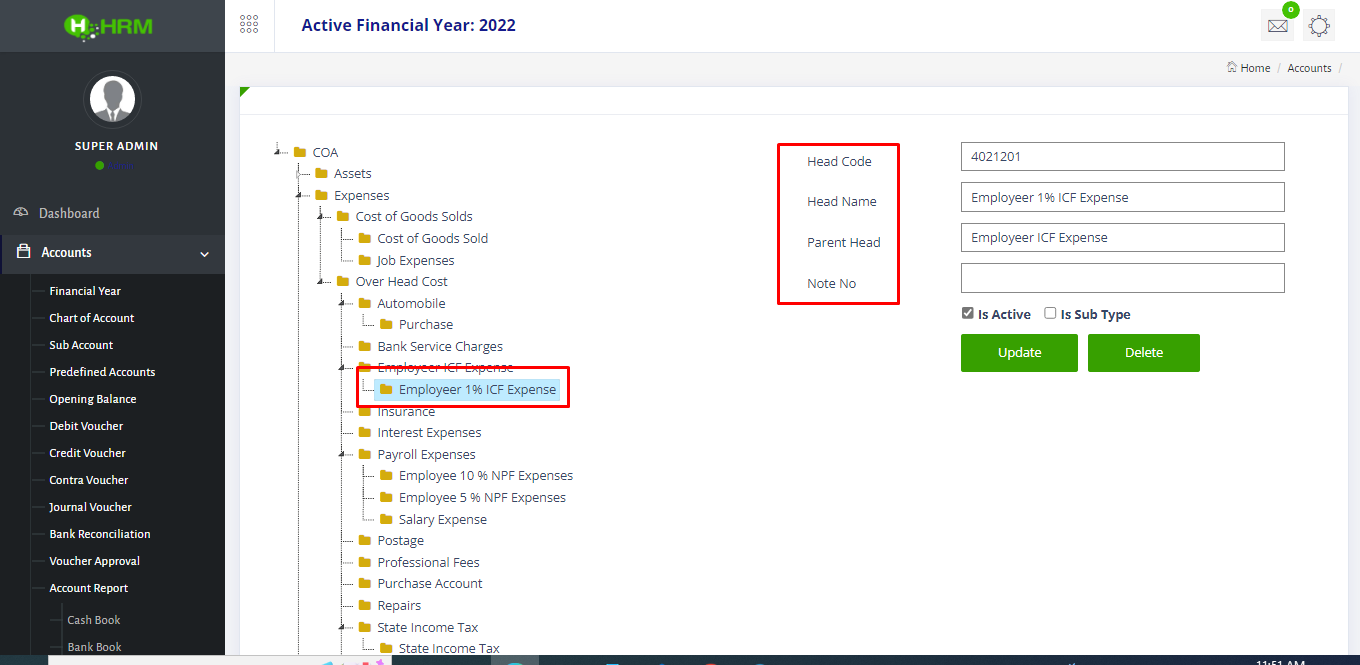 HRM
Active Financial Year: 2022
0
Home / Accounts /
SUPER ADMIN
Dashboard
Accounts
Financial Year
Chart of Account
Sub Account
Predefined Accounts
Opening Balance
Debit Voucher
Credit Voucher
Contra Voucher
Journal Voucher
Bank Reconciliation
Voucher Approval
Account Report
Cash Book
Bank Book
COA
Assets
Expenses
Cost of Goods Solds
Cost of Goods Sold
Job Expenses
Over Head Cost
Automobile
Purchase
Bank Service Charges
Employeer ICF Expense
Employeer 1% ICF Expense
Insurance
Interest Expenses
Payroll Expenses
Employee 10 % NPF Expenses
Employee 5 % NPF Expenses
Salary Expense
Postage
Professional Fees
Purchase Account
Repairs
State Income Tax
State Income Tax
Head Code 4021201
Head Name Employeer 1% ICF Expense
Parent Head Employeer ICF Expense
Note No
Is Active Is Sub Type
Update Delete
11:51 AM